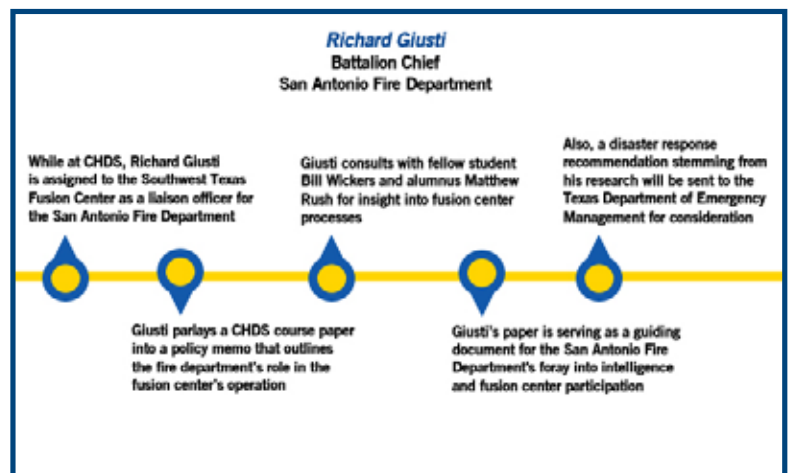 Richard Giusti
Battalion Chief
San Antonio Fire Department
While at CHDS, Richard Giusti
is assigned to the Southwest Texas
Fusion Center as a liaison officer for
the San Antonio Fire Department
Giusti parlays a CHDS course paper
into a policy memo that outlines
the fire department's role in the
fusion center's operation
Giusti consults with fellow student
Bill Wickers and alumnus Matthew
Rush for insight into fusion center
processes
Giusti's paper is serving as a guiding
document for the San Antonio Fire
Department's foray into intelligence
and fusion center participation
Also, a disaster response
recommendation stemming from
his research will be sent to the
Texas Department of Emergency
Management for consideration